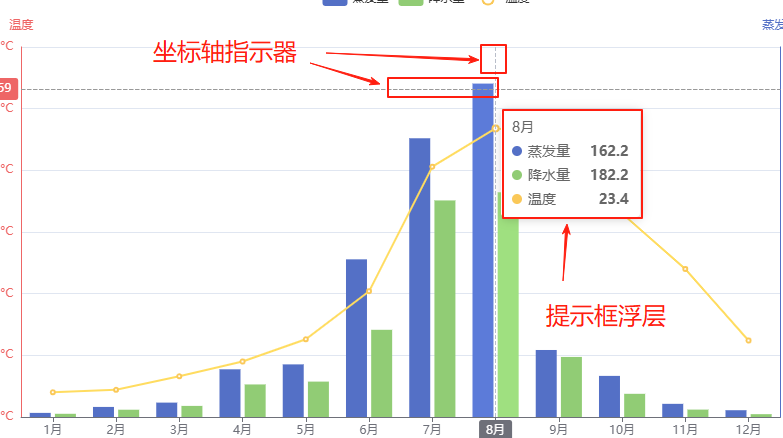 蒸发量 降水量 温度
温度
蒸发
°C
坐标轴指示器
59
°C
8月
蒸发量 162.2
°C
降水量 182.2
温度 23.4
°C
°C
提示框浮层
°C
°C
1月 2月 3月 4月 5月 6月 7月 8月 9月 10月 11月 12月